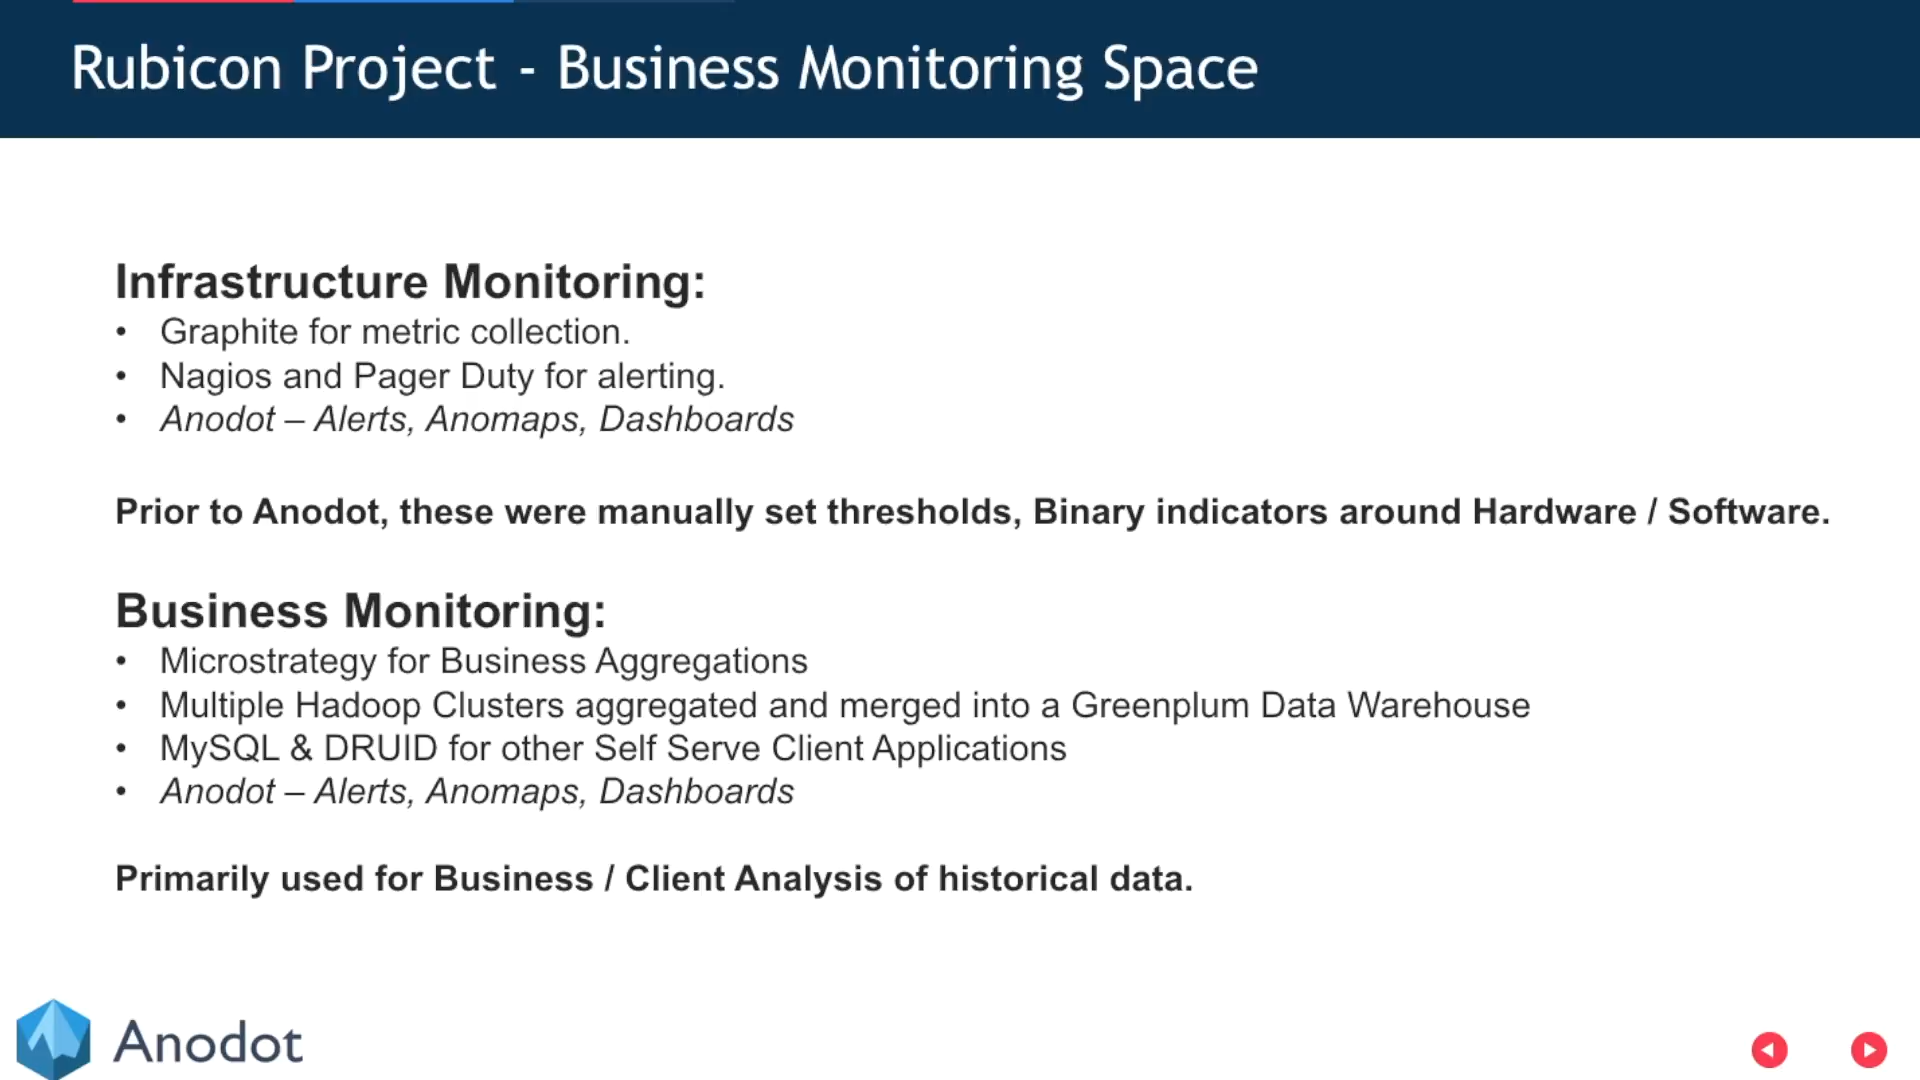 Rubicon Project - Business Monitoring Space
Infrastructure Monitoring:
• Graphite for metric collection.
• Nagios and Pager Duty for alerting.
• Anodot – Alerts, Anomaps, Dashboards
Prior to Anodot, these were manually set thresholds, Binary indicators around Hardware / Software.
Business Monitoring:
• Microstrategy for Business Aggregations
• Multiple Hadoop Clusters aggregated and merged into a Greenplum Data Warehouse
• MySQL & DRUID for other Self Serve Client Applications
• Anodot – Alerts, Anomaps, Dashboards
Primarily used for Business / Client Analysis of historical data.
Anodot